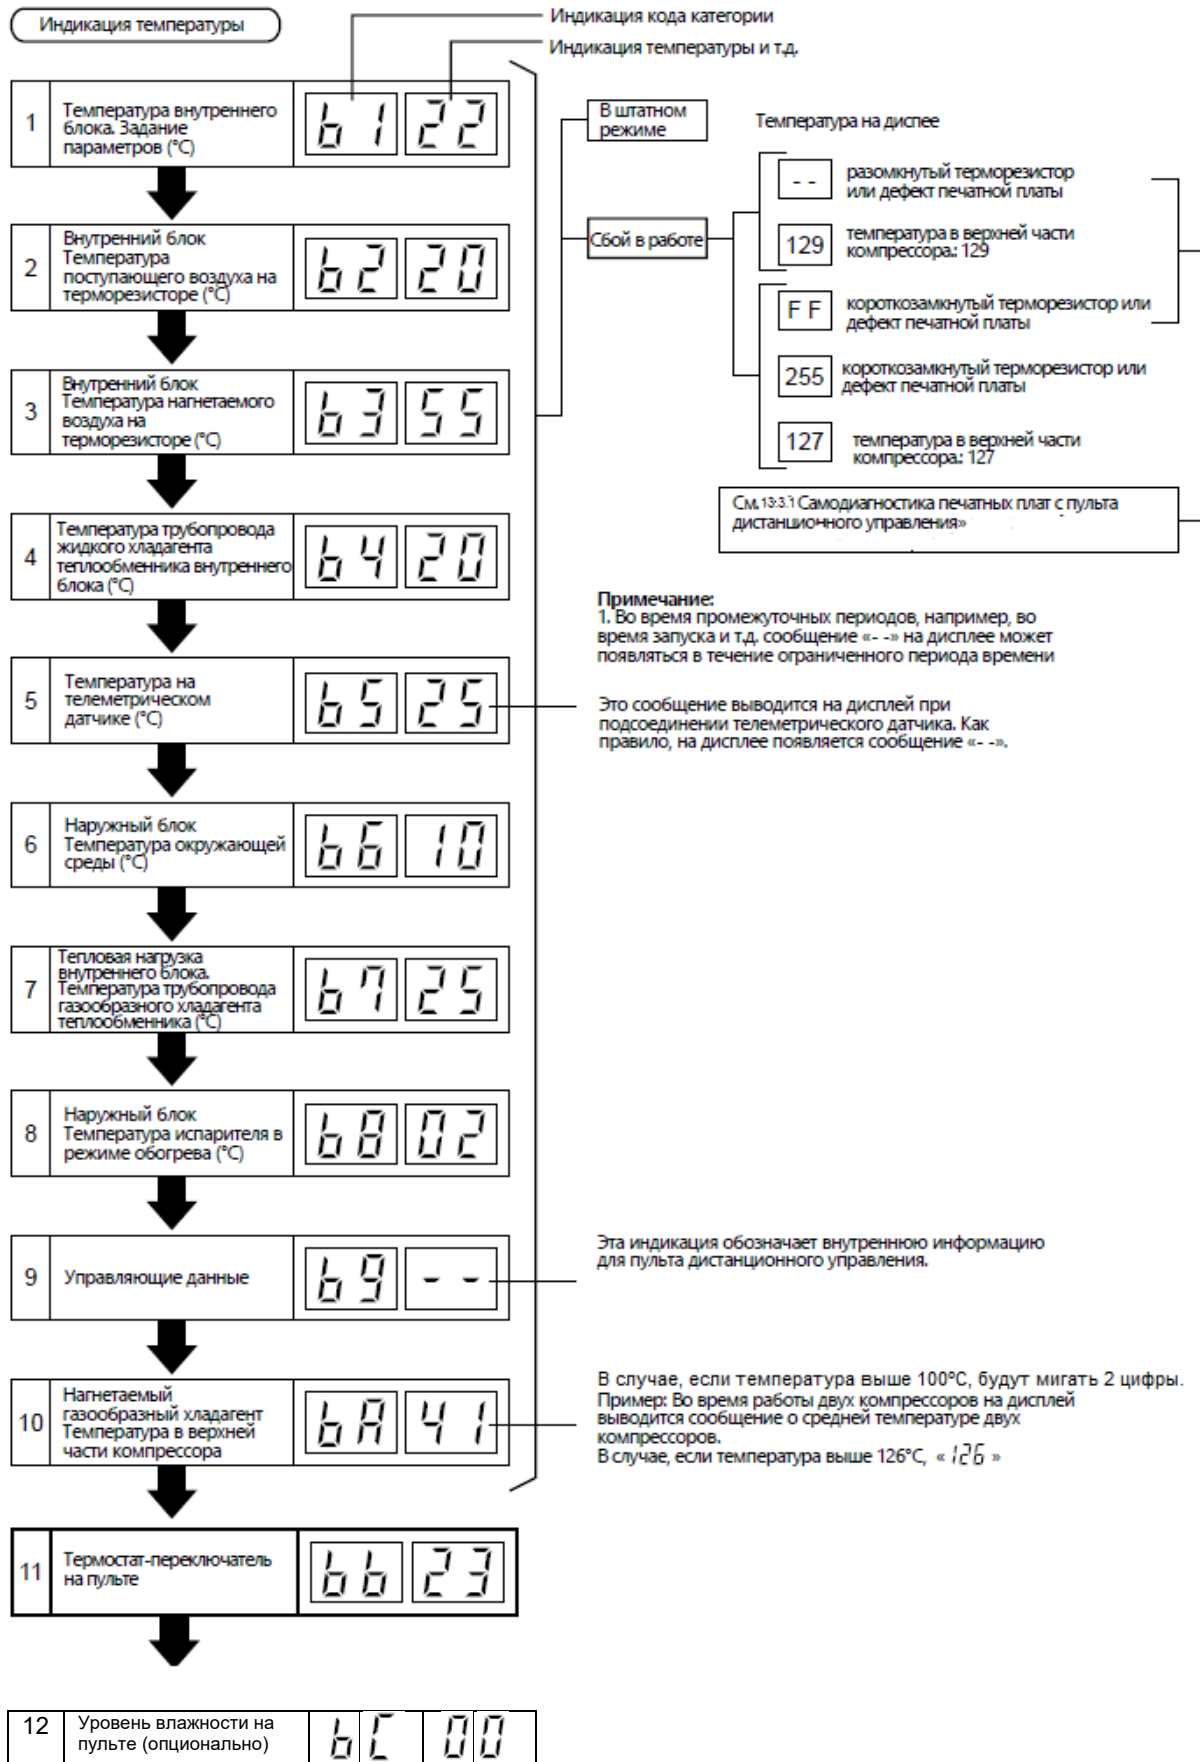 Индикация температуры
Индикация кода категории
Индикация температуры и т.д.
1
Температура внутреннего
блока. Задание
параметров (°C)
b1 22
2
Внутренний блок
Температура
поступающего воздуха на
терморезисторе (°C)
b2 20
3
Внутренний блок
Температура нагнетаемого
воздуха на
терморезисторе (°C)
b3 55
4
Температура трубопровода
жидкого хладагента
теплообменника внутреннего
блока (°C)
b4 20
5
Температура на
телеметрическом
датчике (°C)
b5 25
6
Наружный блок
Температура окружающей
среды (°C)
b6 10
7
Тепловая нагрузка
внутреннего блока.
Температура трубопровода
газообразного хладагента
теплообменника (°C)
b7 25
8
Наружный блок
Температура испарителя в
режиме обогрева (°C)
b8 02
9
Управляющие данные
b9 --
10
Нагнетаемый
газообразный хладагент
Температура в верхней
части компрессора
bA 41
11
Термостат-переключатель
на пульте
bb 23
12
Уровень влажности на
пульте (опционально)
bC 00
В штатном
режиме
Температура на диспее
Сбой в работе
- -
разомкнутый терморезистор
или дефект печатной платы
129
температура в верхней части
компрессора.: 129
F F
короткозамкнутый терморезистор или
дефект печатной платы
255
короткозамкнутый терморезистор или
дефект печатной платы
127
температура в верхней части
компрессора.: 127
См. 13.3.1 Самодиагностика печатных плат с пульта
дистанционного управления»
Примечание:
1. Во время промежуточных периодов, например, во
время запуска и т.д. сообщение «- -» на дисплее может
появляться в течение ограниченного периода времени
Это сообщение выводится на дисплей при
подсоединении телеметрического датчика. Как
правило, на дисплее появляется сообщение «- -».
Эта индикация обозначает внутреннюю информацию
для пульта дистанционного управления.
В случае, если температура выше 100°C, будут мигать 2 цифры.
Пример: Во время работы двух компрессоров на дисплей
выводится сообщение о средней температуре двух
компрессоров.
В случае, если температура выше 126°C, « 126 »